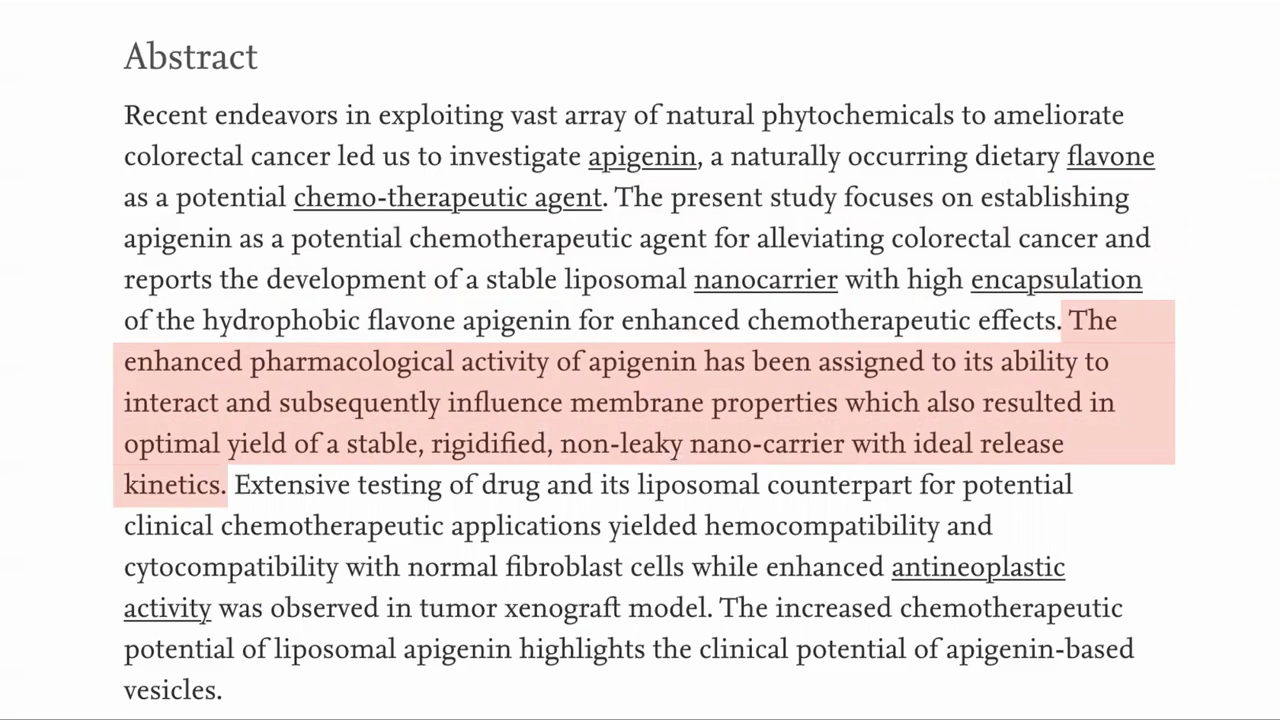 Abstract
Recent endeavors in exploiting vast array of natural phytochemicals to ameliorate
colorectal cancer led us to investigate apigenin, a naturally occurring dietary flavone
as a potential chemo-therapeutic agent. The present study focuses on establishing
apigenin as a potential chemotherapeutic agent for alleviating colorectal cancer and
reports the development of a stable liposomal nanocarrier with high encapsulation
of the hydrophobic flavone apigenin for enhanced chemotherapeutic effects. The
enhanced pharmacological activity of apigenin has been assigned to its ability to
interact and subsequently influence membrane properties which also resulted in
optimal yield of a stable, rigidified, non-leaky nano-carrier with ideal release
kinetics. Extensive testing of drug and its liposomal counterpart for potential
clinical chemotherapeutic applications yielded hemocompatibility and
cytocompatibility with normal fibroblast cells while enhanced antineoplastic
activity was observed in tumor xenograft model. The increased chemotherapeutic
potential of liposomal apigenin highlights the clinical potential of apigenin-based
vesicles.